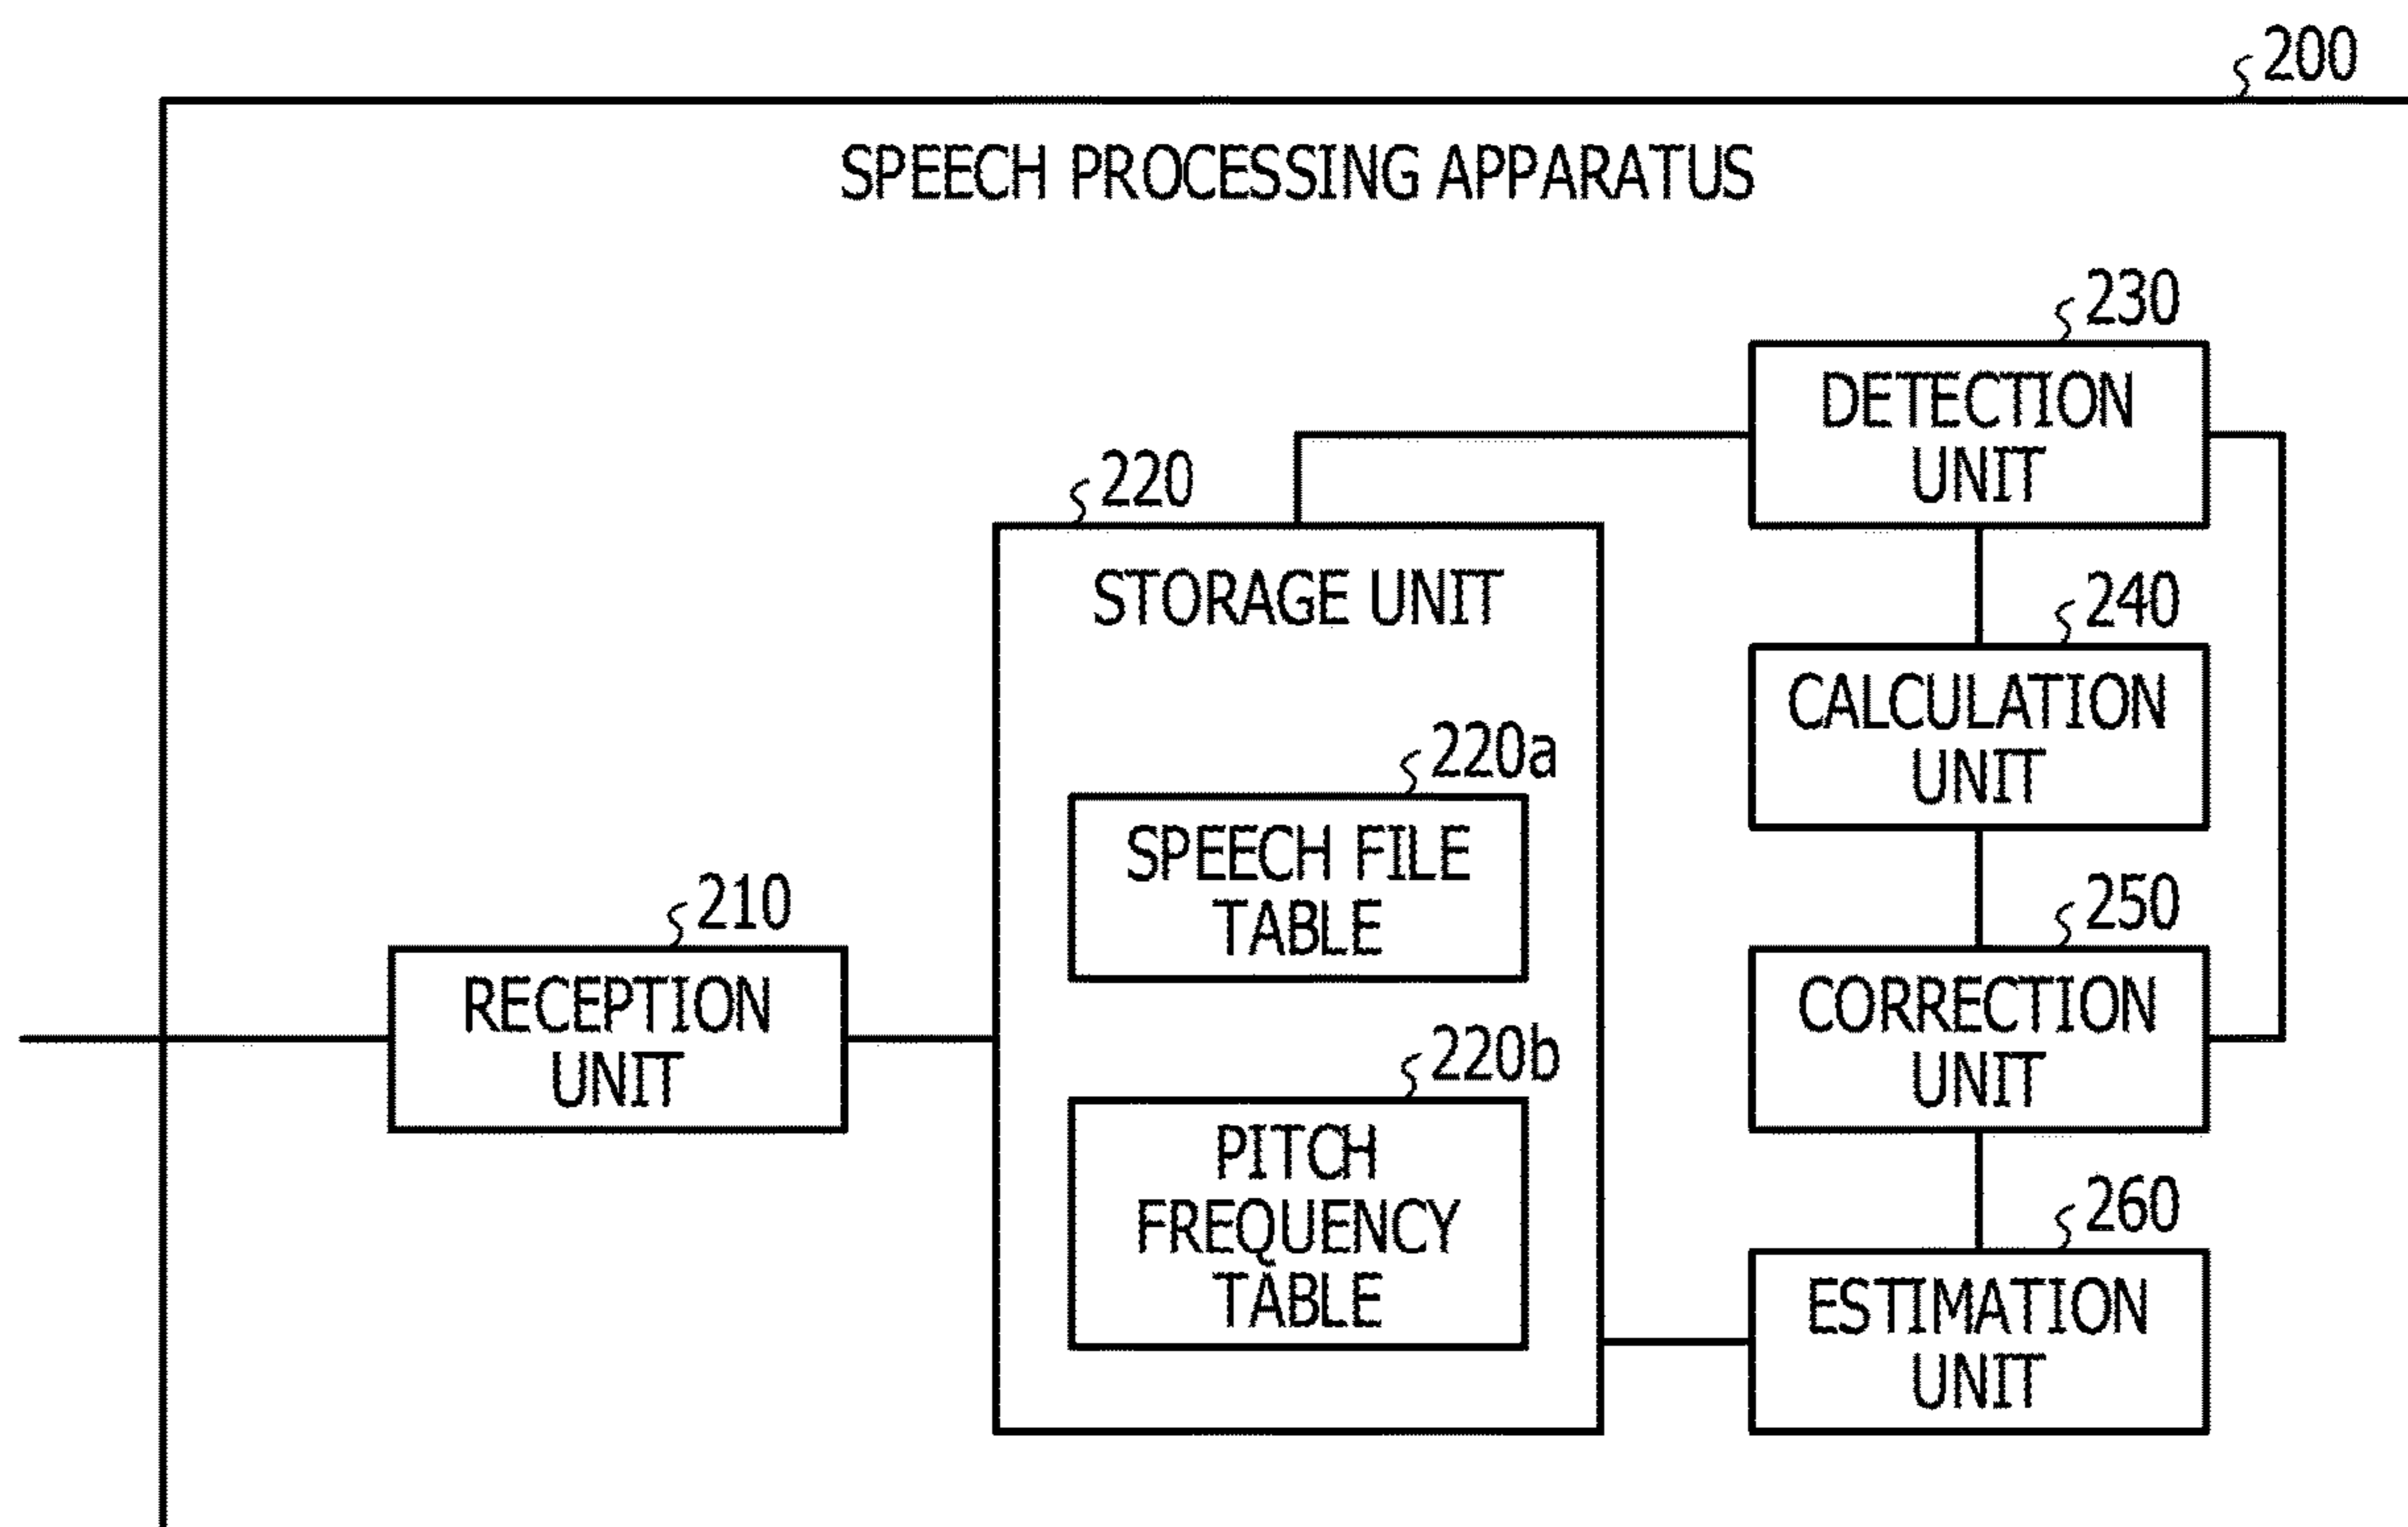 200
SPEECH PROCESSING APPARATUS
230
DETECTION
UNIT
220
STORAGE UNIT
240
CALCULATION
UNIT
220a
SPEECH FILE
TABLE
210
RECEPTION
UNIT
250
CORRECTION
UNIT
220b
PITCH
FREQUENCY
TABLE
260
ESTIMATION
UNIT